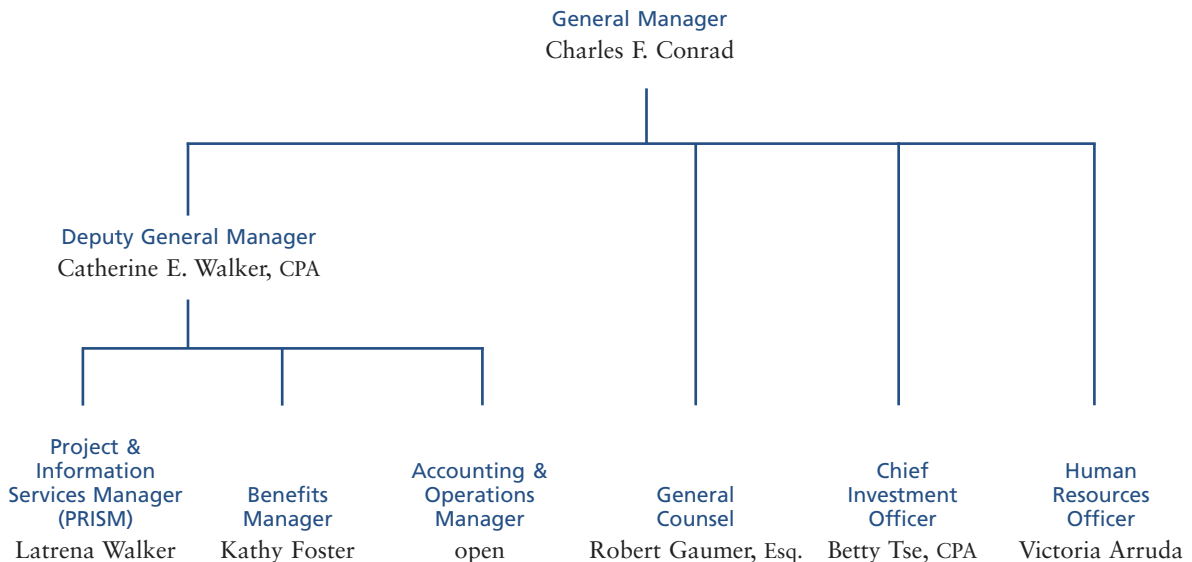 General Manager
Charles F. Conrad
Deputy General Manager
Catherine E. Walker, CPA
Project &
Information
Services Manager
(PRISM)
Latrena Walker
Benefits
Manager
Kathy Foster
Accounting &
Operations
Manager
open
General
Counsel
Robert Gaumer, Esq.
Chief
Investment
Officer
Betty Tse, CPA
Human
Resources
Officer
Victoria Arruda